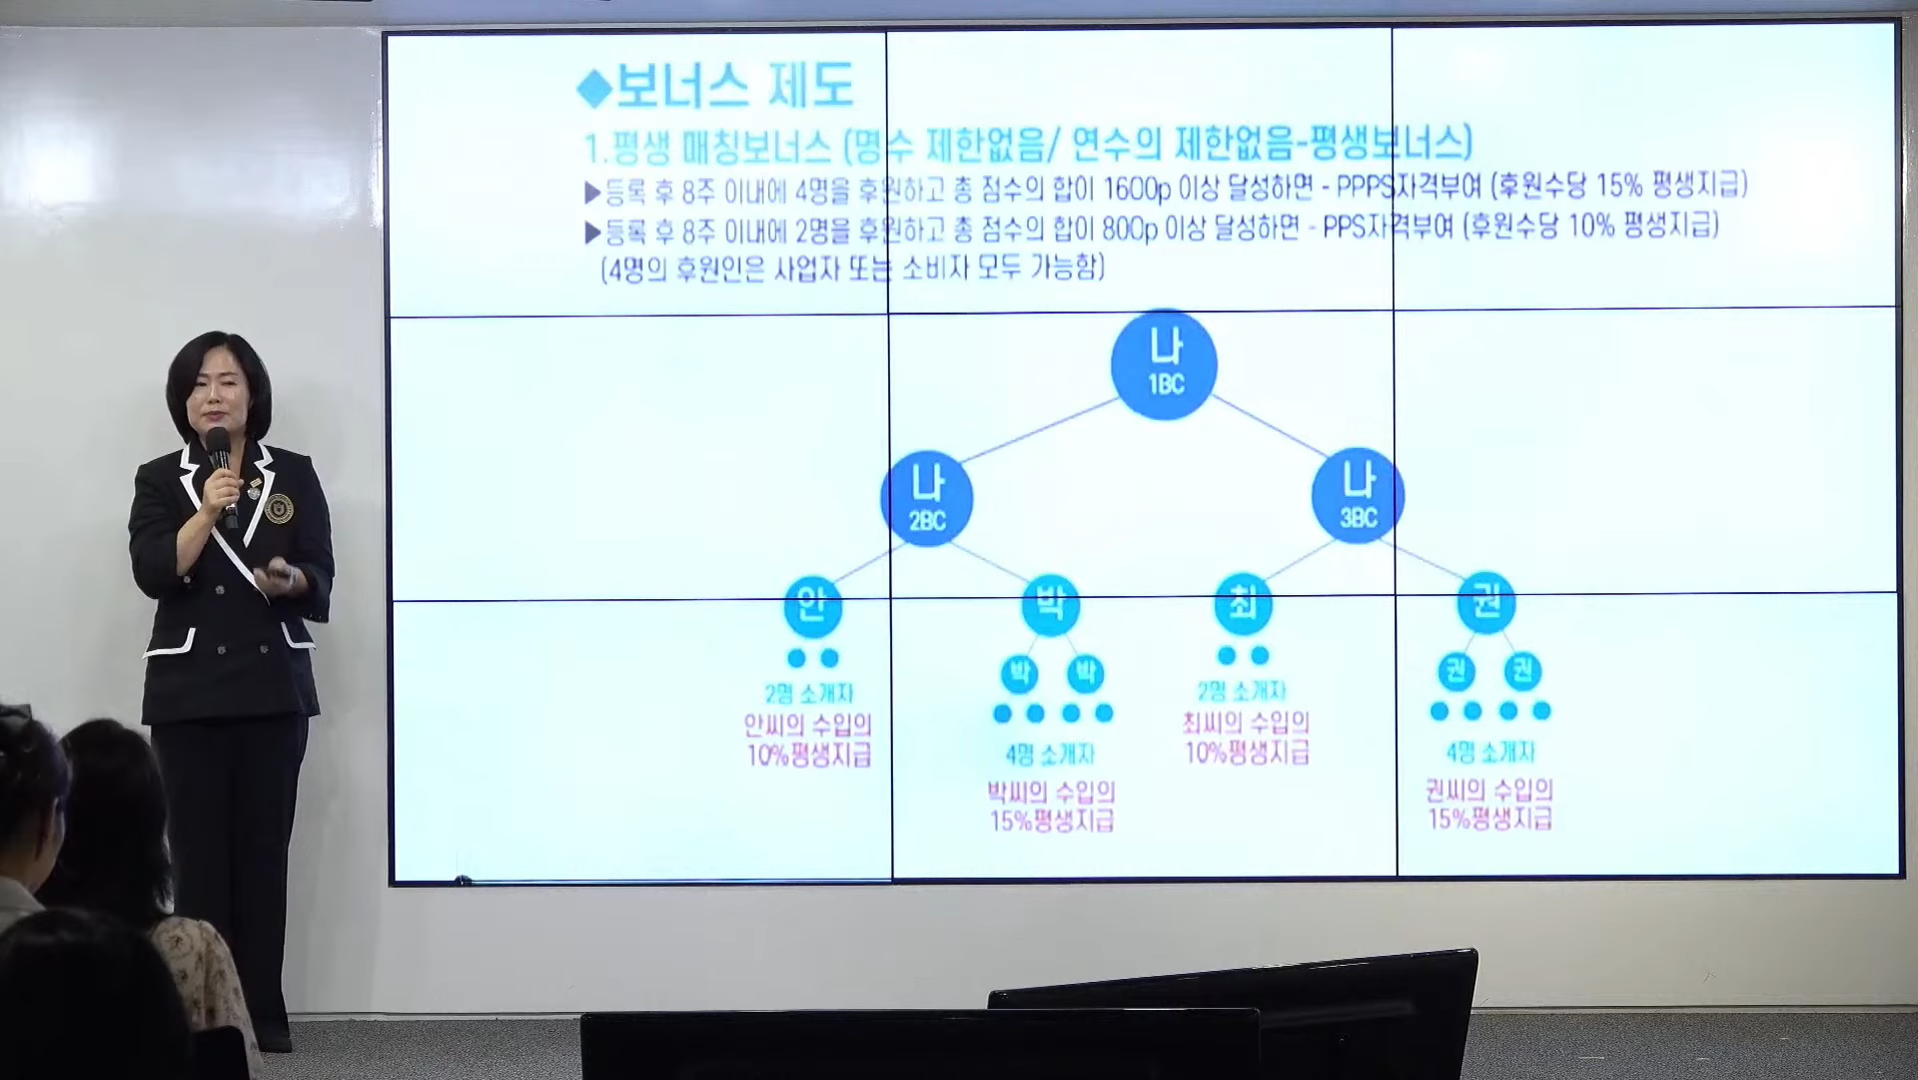 ◆보너스 제도
1.평생 매칭보너스 (명수 제한없음/ 연수의 제한없음-평생보너스)
▶등록 후 8주 이내에 4명을 후원하고 총 점수의 합이 1600p 이상 달성하면 - PPPS자격부여 (후원수당 15% 평생지급)
▶등록 후 8주 이내에 2명을 후원하고 총 점수의 합이 800p 이상 달성하면 - PPS자격부여 (후원수당 10% 평생지급)
(4명의 후원인은 사업자 또는 소비자 모두 가능함)
나
1BC
나
2BC
나
3BC
안
박
최
권
박
박
권
권
2명 소개자
안씨의 수입의
10%평생지급
4명 소개자
박씨의 수입의
15%평생지급
2명 소개자
최씨의 수입의
10%평생지급
4명 소개자
권씨의 수입의
15%평생지급